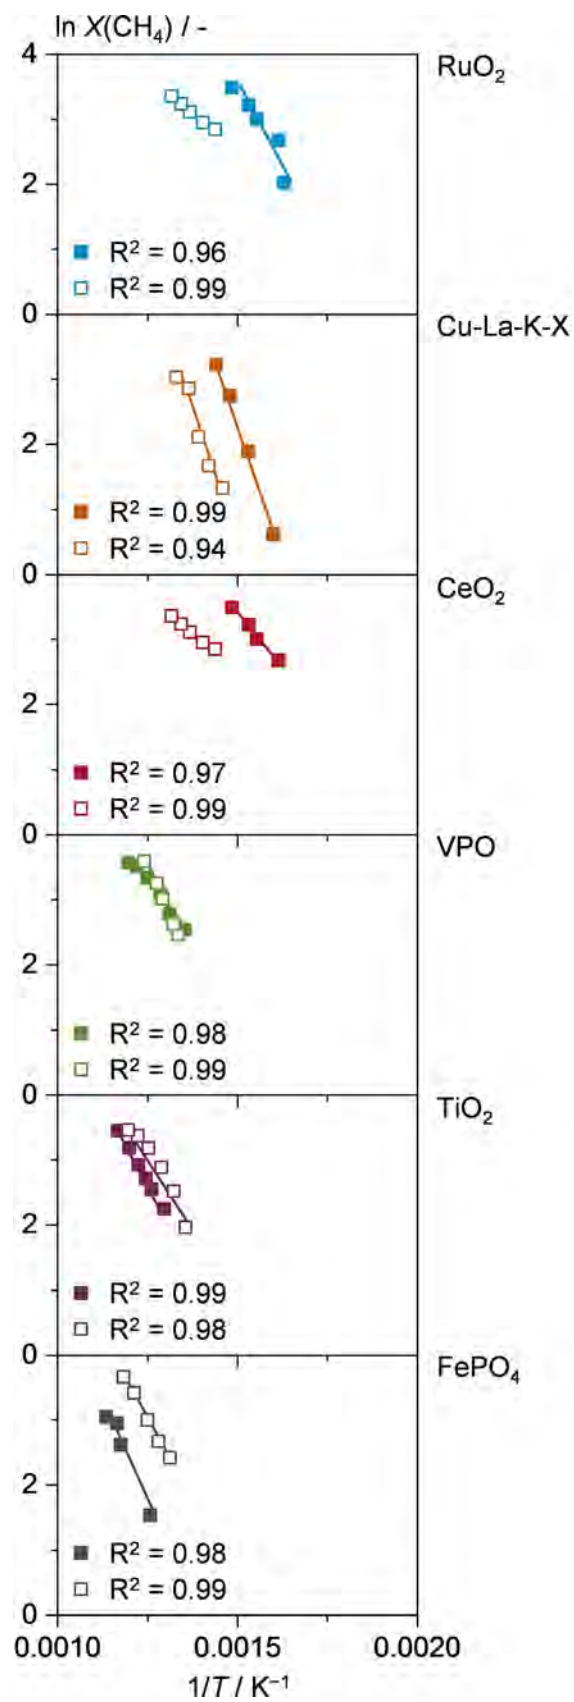 ln X(CH₄) / -
4
RuO₂
2
R² = 0.96
R² = 0.99
0
Cu-La-K-X
2
R² = 0.99
R² = 0.94
0
CeO₂
2
R² = 0.97
R² = 0.99
0
VPO
2
R² = 0.98
R² = 0.99
0
TiO₂
2
R² = 0.99
R² = 0.98
0
FePO₄
2
R² = 0.98
R² = 0.99
0
0.0010 0.0015 0.0020
1/T / K⁻¹